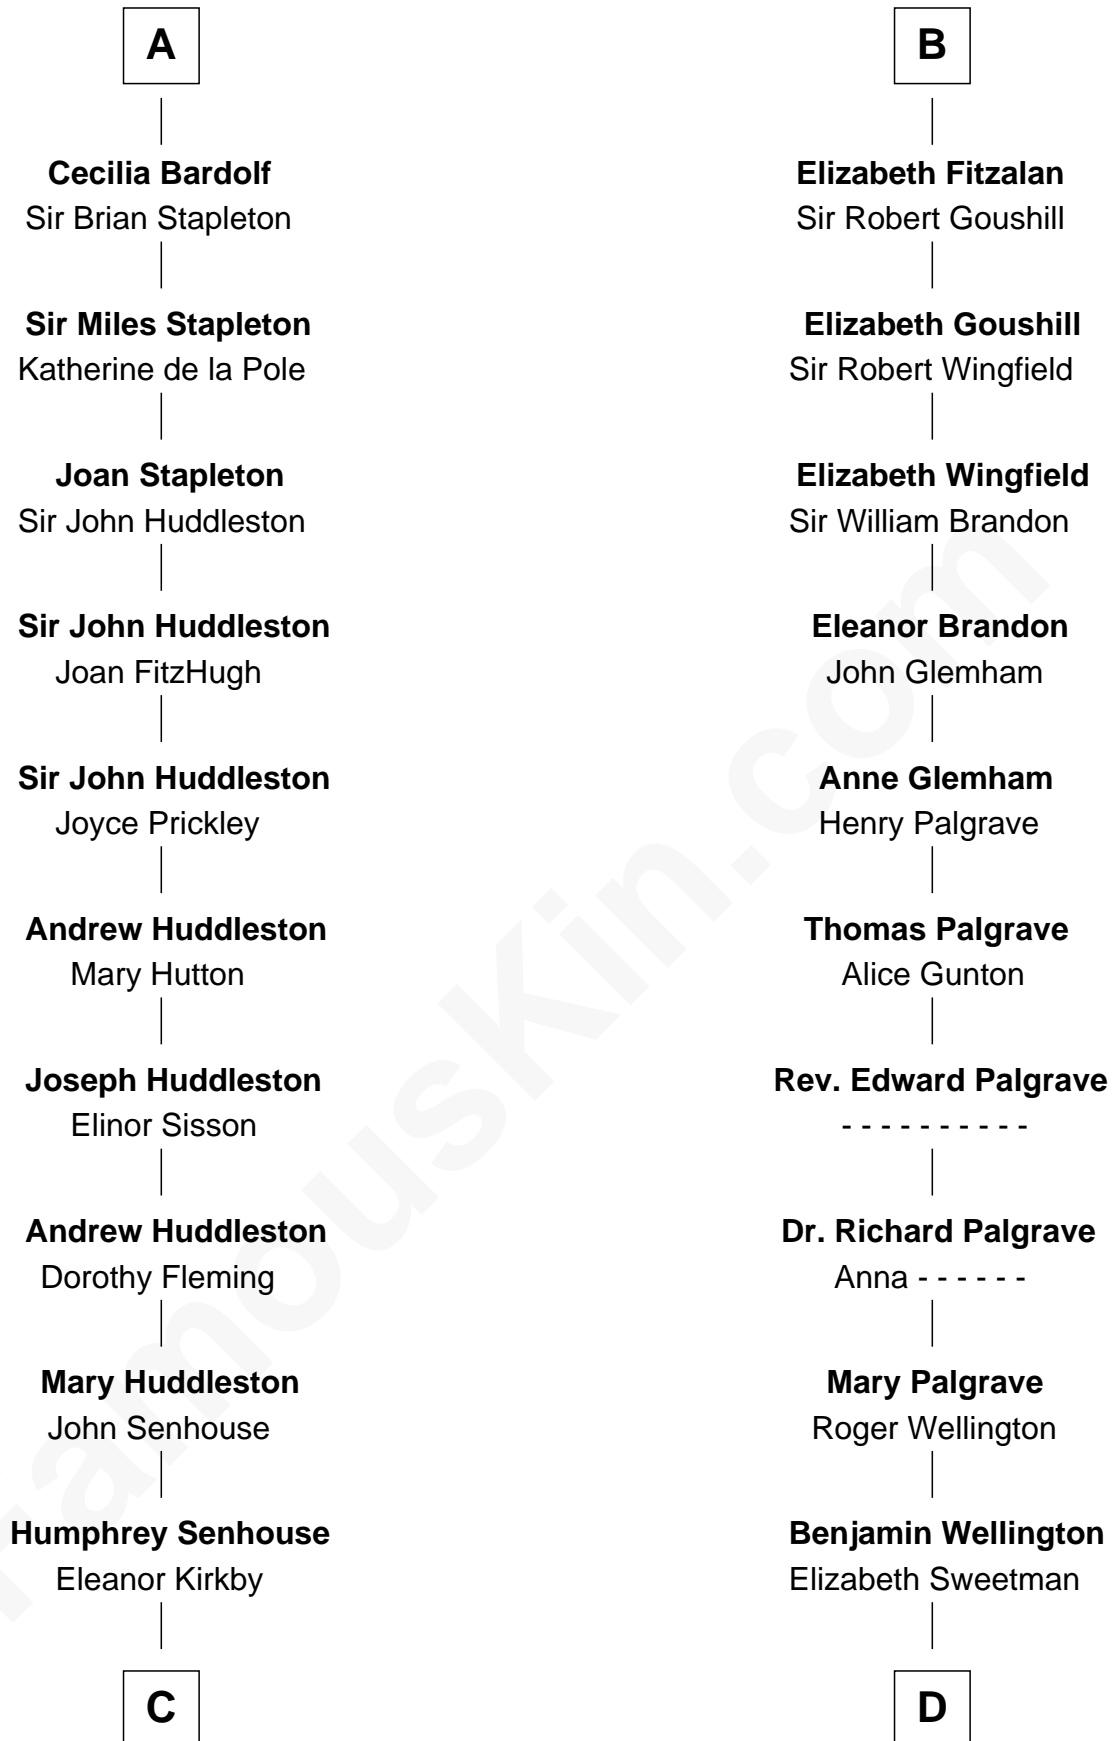 A
Cecilia Bardolf
Sir Brian Stapleton
Sir Miles Stapleton
Katherine de la Pole
Joan Stapleton
Sir John Huddleston
Sir John Huddleston
Joan FitzHugh
Sir John Huddleston
Joyce Prickley
Andrew Huddleston
Mary Hutton
Joseph Huddleston
Elinor Sisson
Andrew Huddleston
Dorothy Fleming
Mary Huddleston
John Senhouse
Humphrey Senhouse
Eleanor Kirkby
C
B
Elizabeth Fitzalan
Sir Robert Goushill
Elizabeth Goushill
Sir Robert Wingfield
Elizabeth Wingfield
Sir William Brandon
Eleanor Brandon
John Glemham
Anne Glemham
Henry Palgrave
Thomas Palgrave
Alice Gunton
Rev. Edward Palgrave
- - - - - - - - - -
Dr. Richard Palgrave
Anna - - - - - -
Mary Palgrave
Roger Wellington
Benjamin Wellington
Elizabeth Sweetman
D
FamousKin.com